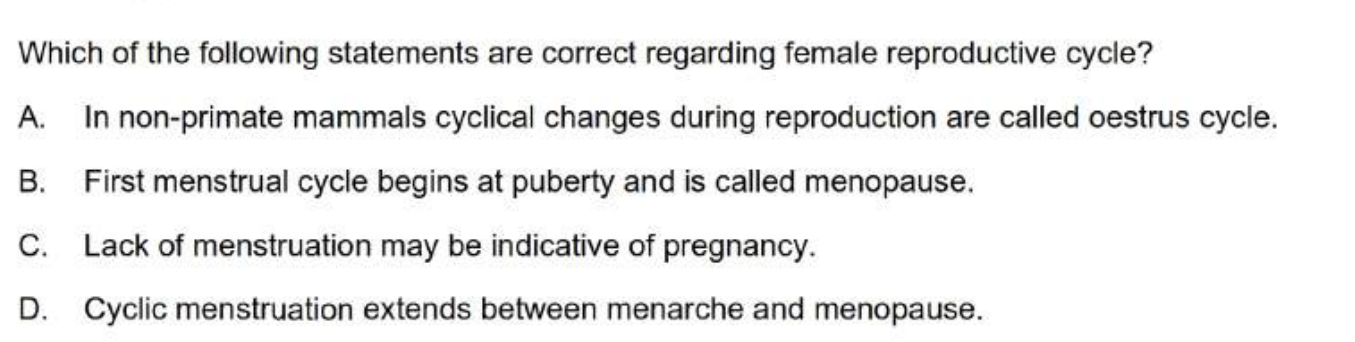 Which of the following statements are correct regarding female reproductive cycle?
A. In non-primate mammals cyclical changes during reproduction are called oestrus cycle.
B. First menstrual cycle begins at puberty and is called menopause.
C. Lack of menstruation may be indicative of pregnancy.
D. Cyclic menstruation extends between menarche and menopause.